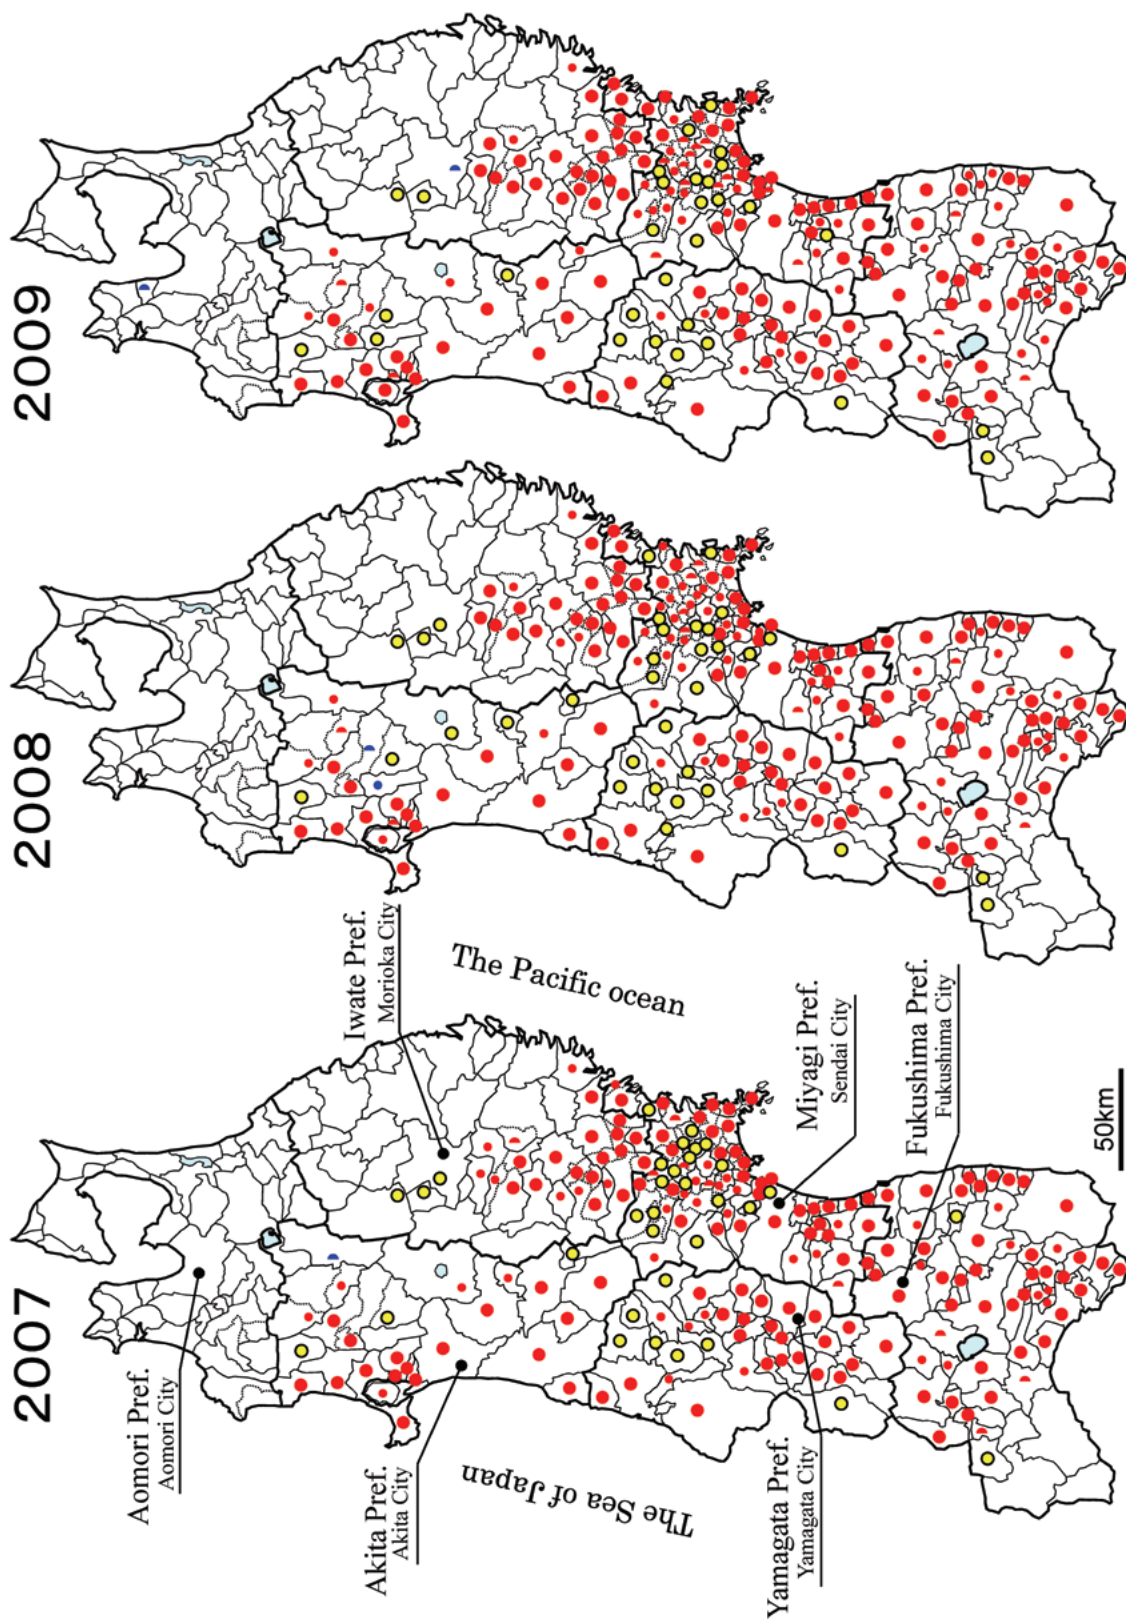 2007
2008
2009
Aomori Pref.
Aomori City
Akita Pref.
Akita City
Iwate Pref.
Morioka City
The Pacific ocean
The Sea of Japan
Yamagata Pref.
Yamagata City
Miyagi Pref.
Sendai City
Fukushima Pref.
Fukushima City
50km